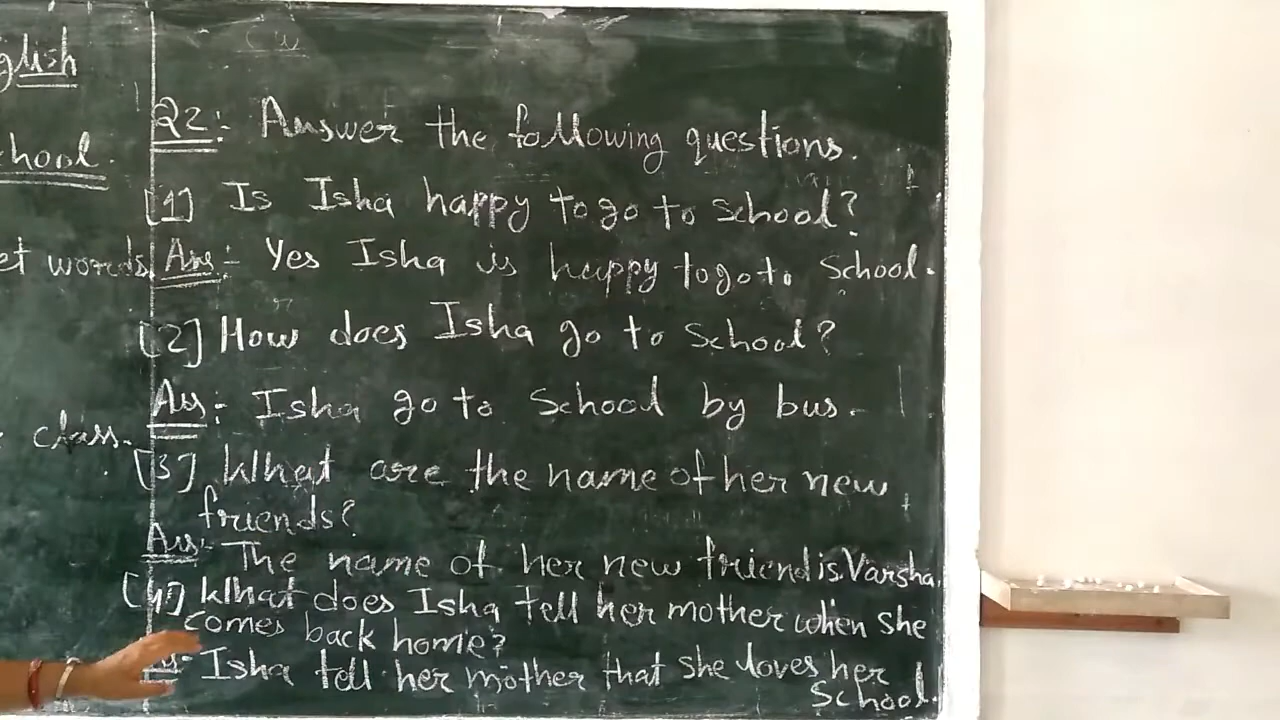 CW
glish
hool.
et words
class.
Q2:- Answer the following questions.
[1] Is Isha happy to go to School?
Ans:- Yes Isha is happy to go to School.
[2] How does Isha go to School?
Ans:- Isha go to School by bus.
[3] What are the name of her new
friends?
Ans:- The name of her new friend is Varsha.
[4] What does Isha tell her mother when she
comes back home?
Isha tell her mother that she loves her
School.